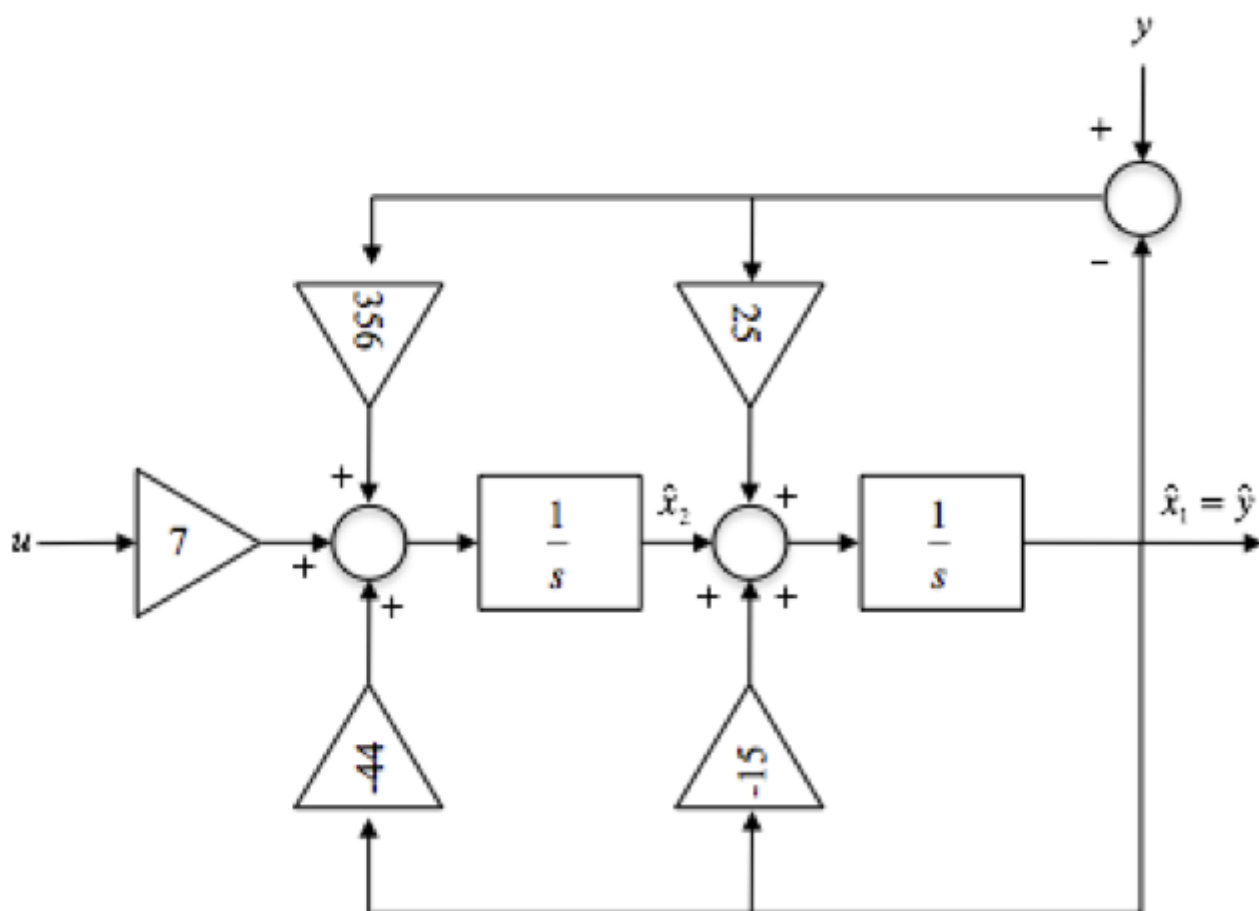 y
+
-
356
25
+
+
u
7
+
1
s
x̂₂
+
+
1
s
x̂₁ = ŷ
+
-44
-15